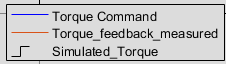 Torque Command
Torque_feedback_measured
Simulated_Torque